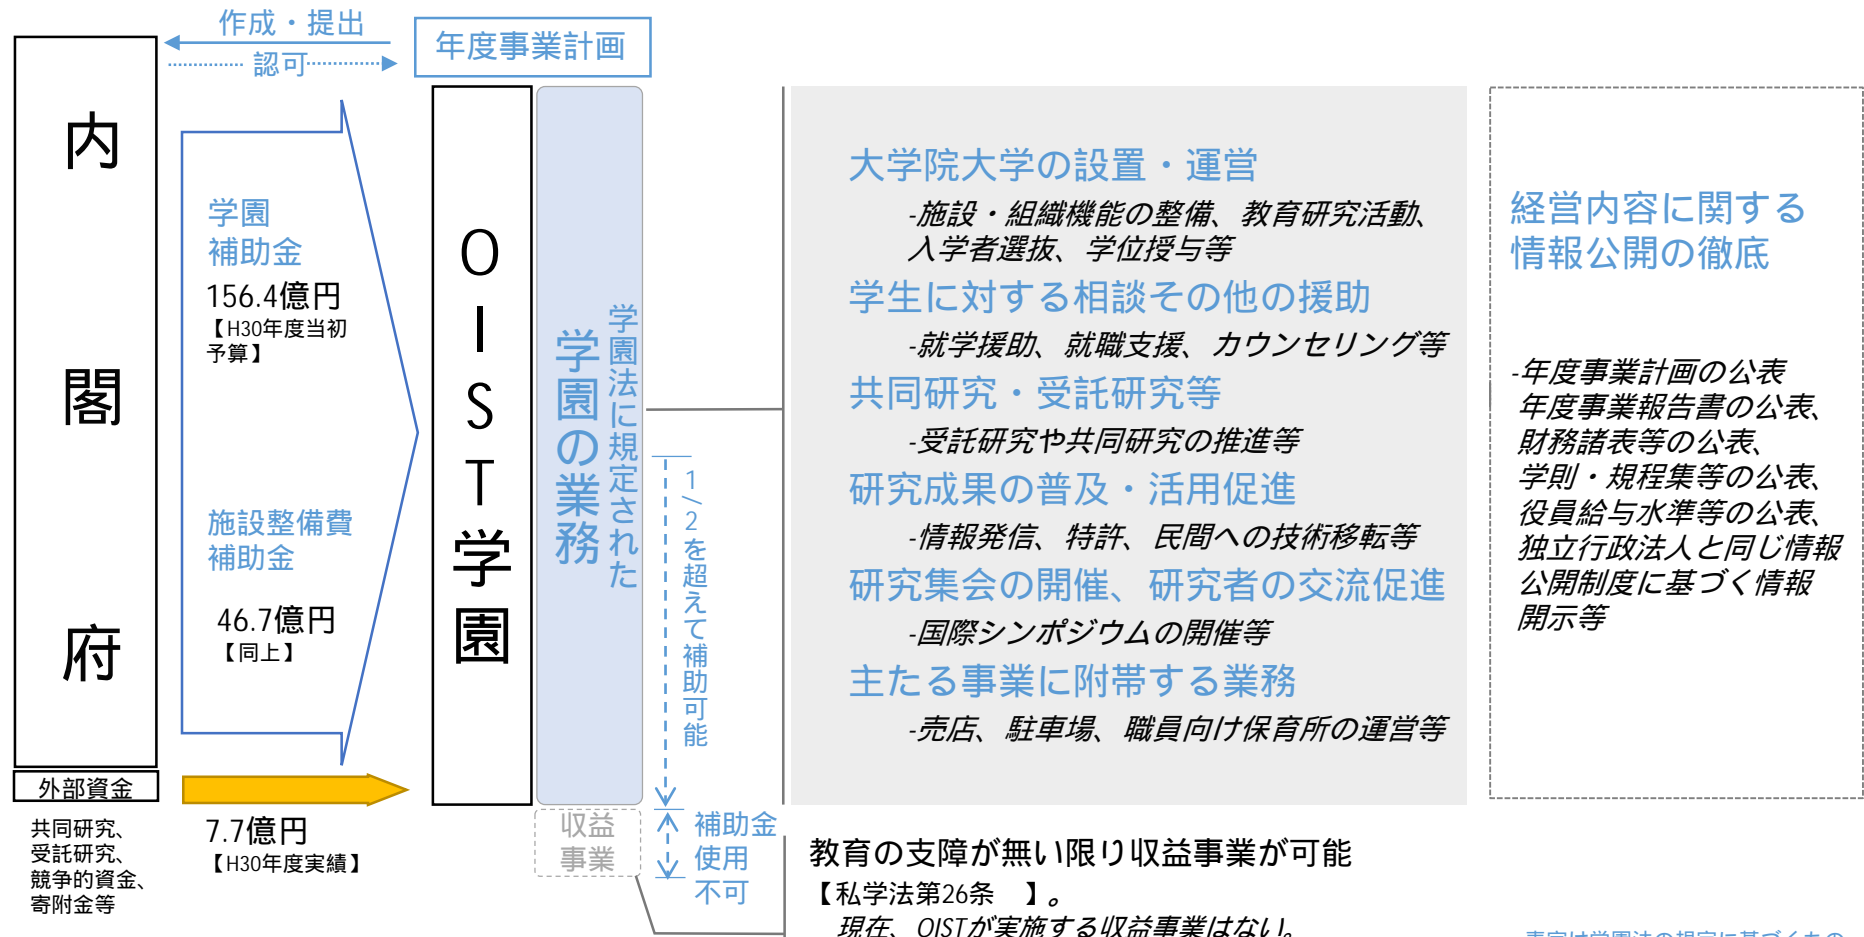 作成・提出
認可
年度事業計画
内閣府
学園
補助金
156.4億円
【H30年度当初
予算】
施設整備費
補助金
46.7億円
【同上】
OIST学園
学園法に規定された
学園の業務
1/2を超えて補助可能
大学院大学の設置・運営
-施設・組織機能の整備、教育研究活動、
入学者選抜、学位授与等
学生に対する相談その他の援助
-就学援助、就職支援、カウンセリング等
共同研究・受託研究等
-受託研究や共同研究の推進等
研究成果の普及・活用促進
-情報発信、特許、民間への技術移転等
研究集会の開催、研究者の交流促進
-国際シンポジウムの開催等
主たる事業に附帯する業務
-売店、駐車場、職員向け保育所の運営等
経営内容に関する
情報公開の徹底
-年度事業計画の公表
年度事業報告書の公表、
財務諸表等の公表、
学則・規程集等の公表、
役員給与水準等の公表、
独立行政法人と同じ情報
公開制度に基づく情報
開示等
外部資金
共同研究、
受託研究、
競争的資金、
寄附金等
7.7億円
【H30年度実績】
収益
事業
補助金
使用
不可
教育の支障が無い限り収益事業が可能
【私学法第26条　】。
現在、OISTが実施する収益事業はない。